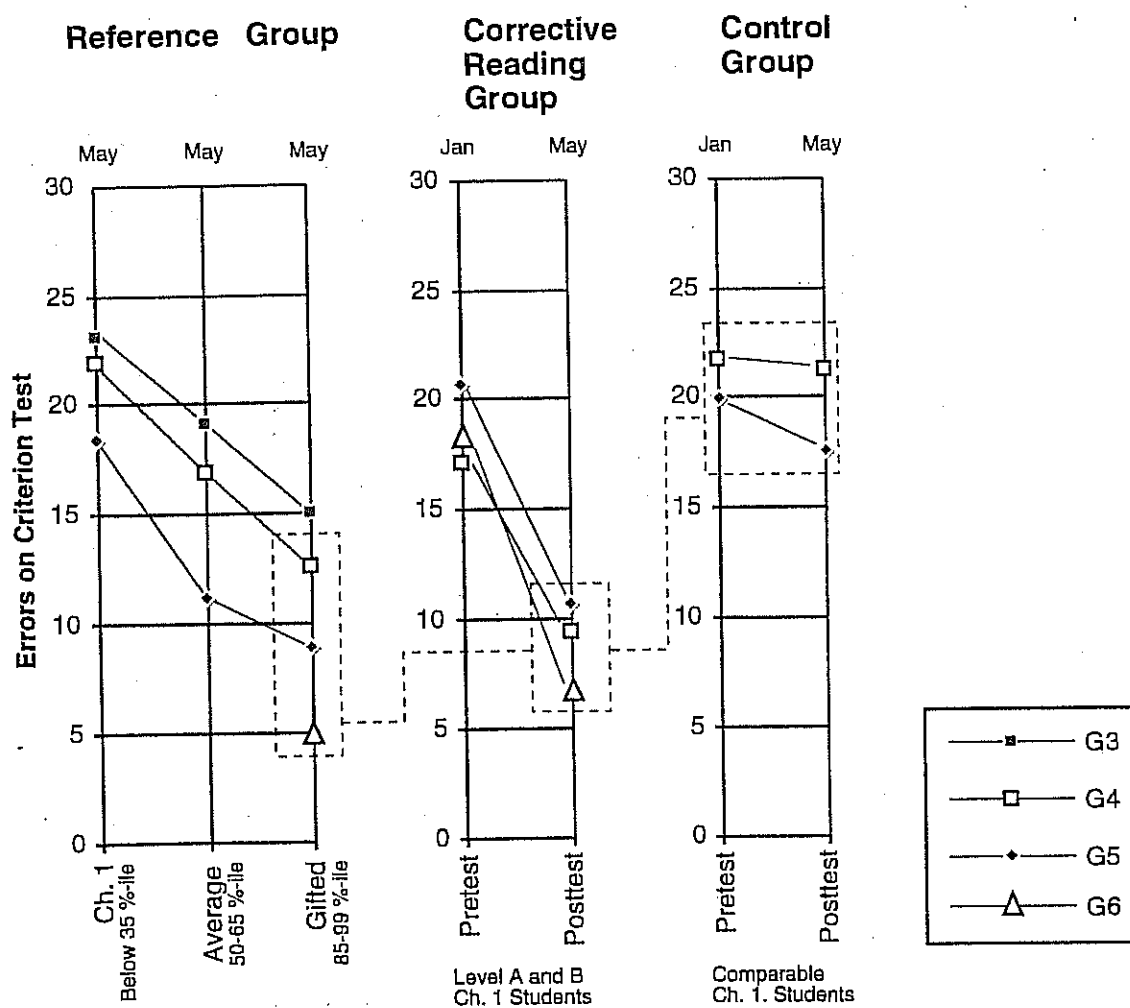 Reference Group
Corrective
Reading
Group
Control
Group
May
May
May
Jan
May
Jan
May
Errors on Criterion Test
30
25
20
15
10
5
0
30
25
20
15
10
5
0
30
25
20
15
10
5
0
Ch. 1
Below 35 %-ile
Average
50-65 %-ile
Gifted
85-99 %-ile
Pretest
Posttest
Pretest
Posttest
Level A and B
Ch. 1 Students
Comparable
Ch. 1. Students
G3
G4
G5
G6